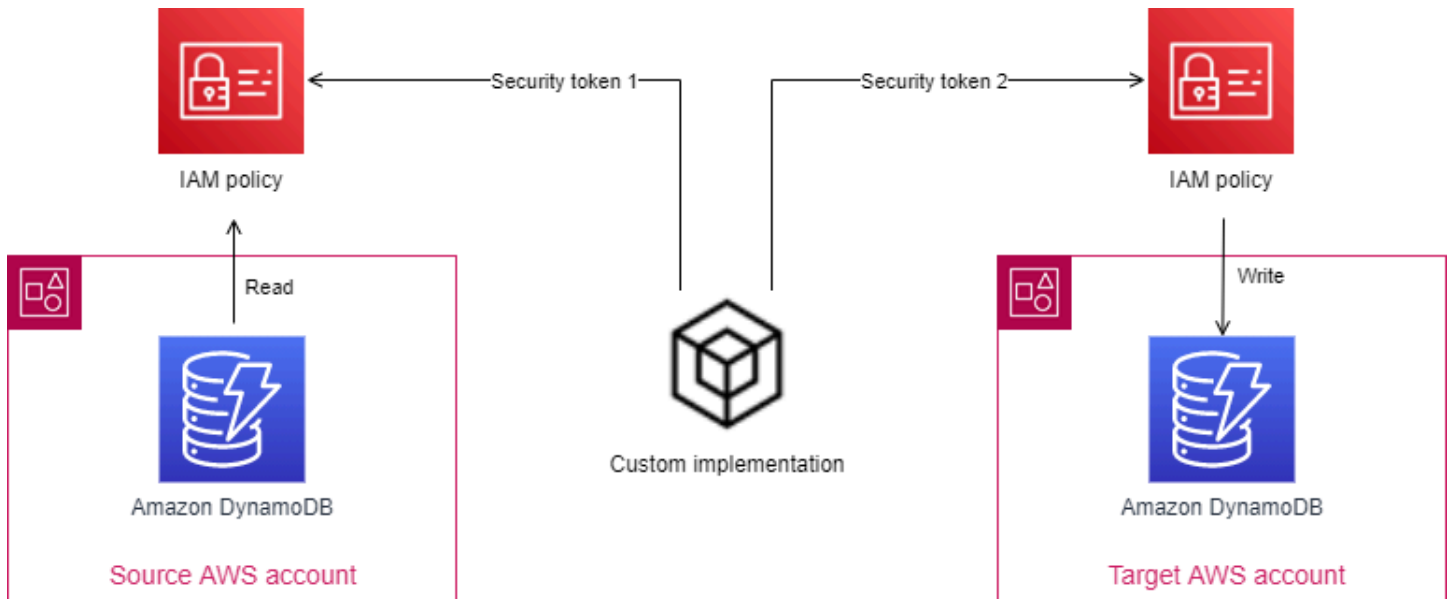 Security token 1
Security token 2
IAM policy
IAM policy
Read
Write
Custom implementation
Amazon DynamoDB
Amazon DynamoDB
Source AWS account
Target AWS account